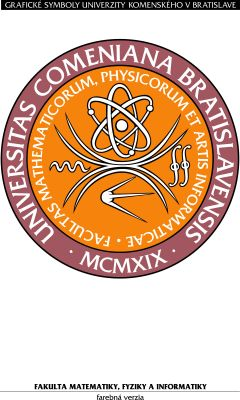 GRAFICKÉ SYMBOLY UNIVERZITY KOMENSKÉHO V BRATISLAVE
UNIVERSITAS COMENIANA BRATISLAVENSIS
· MCMXIX ·
FACULTAS MATHEMATICORUM, PHYSICORUM ET ARTIS INFORMATICAE •
FAKULTA MATEMATIKY, FYZIKY A INFORMATIKY
farebná verzia